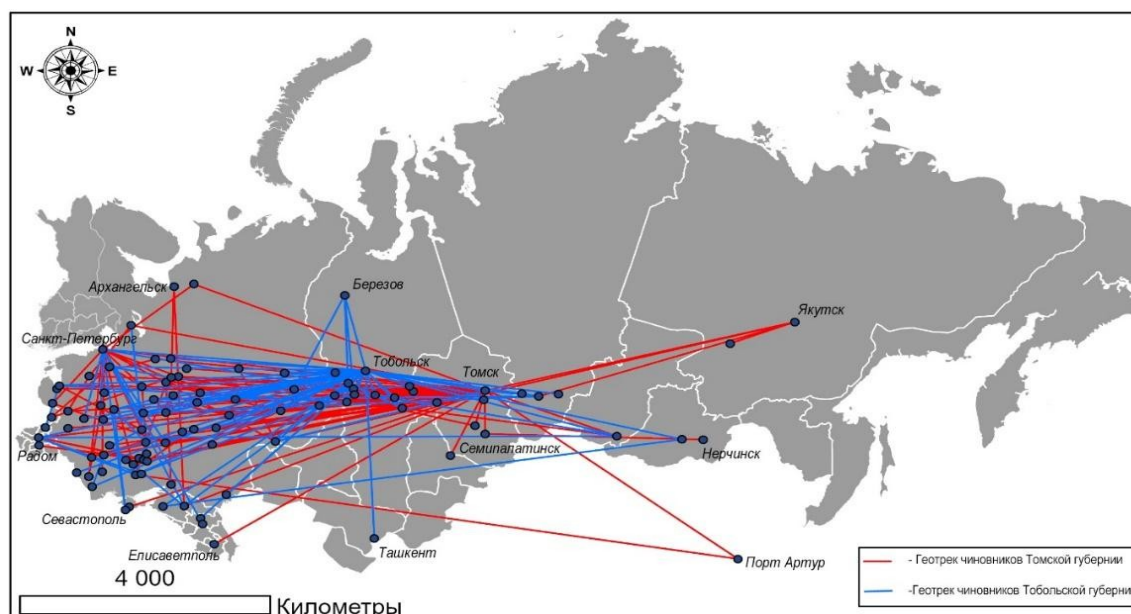 N
W E
S
Архангельск
Березов
Якутск
Санкт-Петербург
Тобольск
Томск
Радом
Семипалатинск
Нерчинск
Севастополь
Елисаветполь
Ташкент
Порт Артур
- Геотрек чиновников Томской губернии
-Геотрек чиновников Тобольской губерни
4 000
Километры